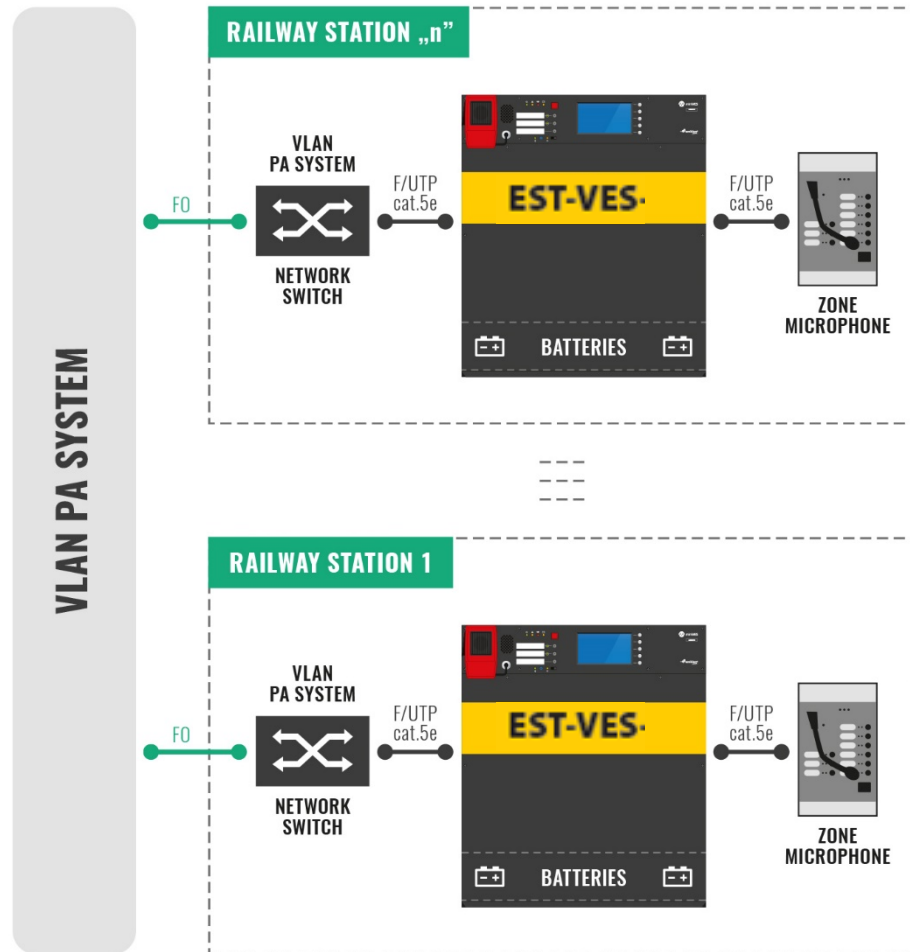 VLAN PA SYSTEM
RAILWAY STATION „n”
FO
VLAN
PA SYSTEM
NETWORK
SWITCH
F/UTP
cat.5e
EST-VES-
BATTERIES
F/UTP
cat.5e
ZONE
MICROPHONE
RAILWAY STATION 1
FO
VLAN
PA SYSTEM
NETWORK
SWITCH
F/UTP
cat.5e
EST-VES-
BATTERIES
F/UTP
cat.5e
ZONE
MICROPHONE